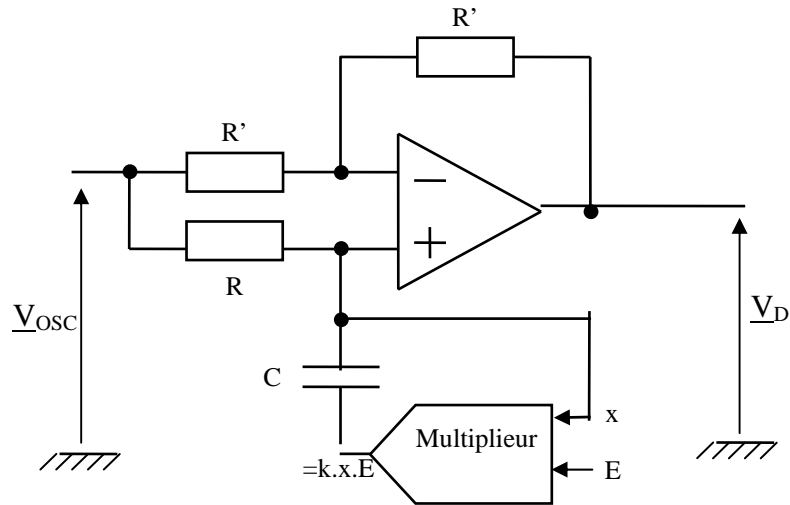 R’
R’
R
V_OSC
V_D
C
x
Multiplieur
=k.x.E
E